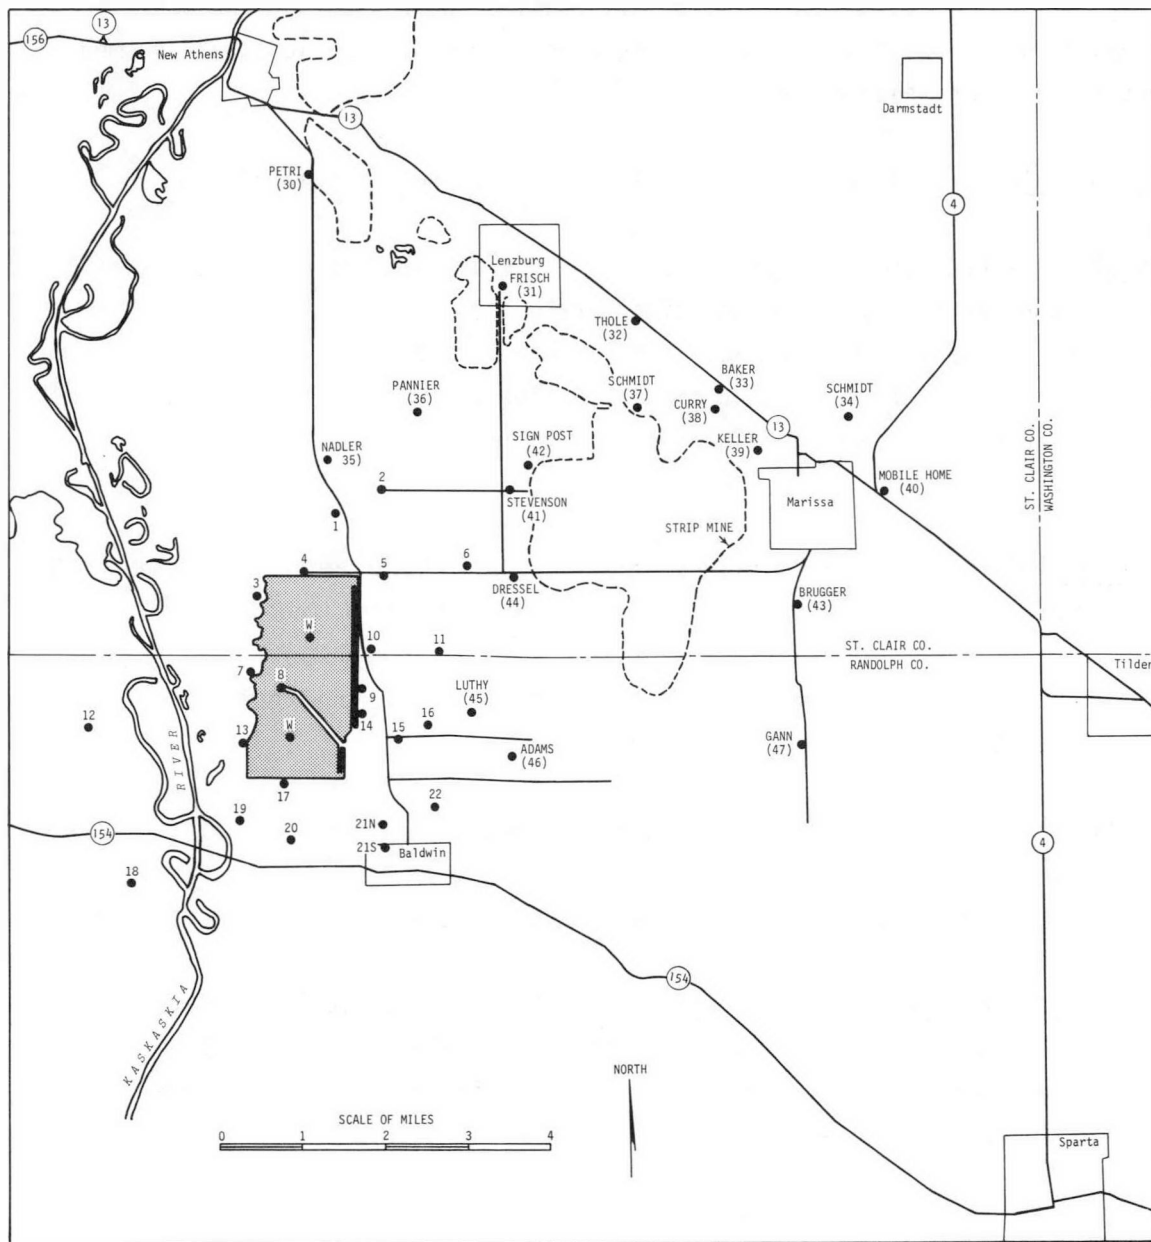 13
156
New Athens
13
Darmstadt
PETRI
(30)
4
Lenzburg
FRISCH
(31)
THOLE
(32)
BAKER
(33)
SCHMIDT
(37)
CURRY
(38)
SCHMIDT
(34)
PANNIER
(36)
13
SIGN POST
(42)
KELLER
(39)
NADLER
35)
2
STEVENSON
(41)
MOBILE HOME
(40)
Marissa
1
STRIP MINE
ST. CLAIR CO.
WASHINGTON CO.
4
5
6
3
DRESSEL
(44)
BRUGGER
(43)
W
10
11
ST. CLAIR CO.
RANDOLPH CO.
7
8
9
LUTHY
(45)
Tilden
12
13
W
14
15
16
ADAMS
(46)
GANN
(47)
RIVER
17
22
19
20
21N
21S
Baldwin
154
4
18
154
KASKASKIA
NORTH
SCALE OF MILES
0 1 2 3 4
Sparta